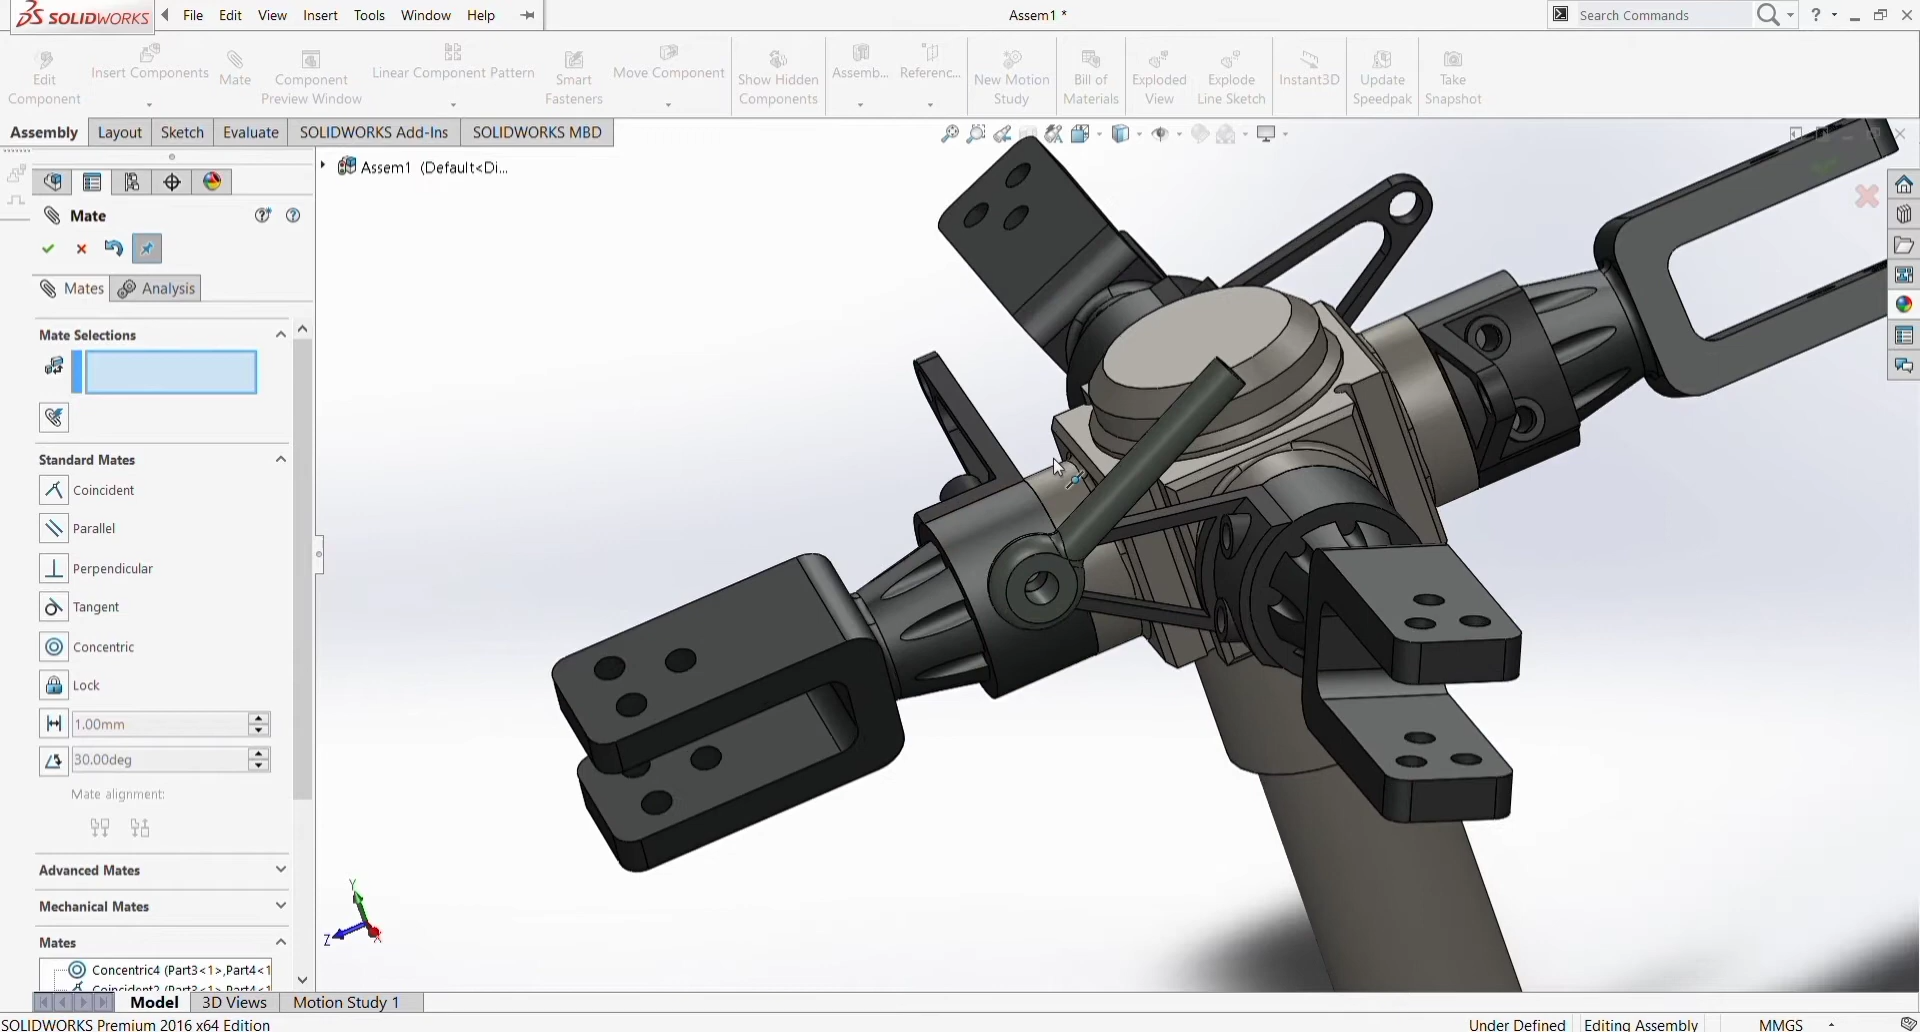 SOLIDWORKS File Edit View Insert Tools Window Help Assem1 * Search Commands ?
Edit Component
Insert Components
Mate
Component Preview Window
Linear Component Pattern
Smart Fasteners
Move Component
Show Hidden Components
Assemb...
Referenc...
New Motion Study
Bill of Materials
Exploded View
Explode Line Sketch
Instant3D
Update Speedpak
Take Snapshot
Assembly Layout Sketch Evaluate SOLIDWORKS Add-Ins SOLIDWORKS MBD
Assem1 (Default<Di...
Mate
Mates Analysis
Mate Selections
Standard Mates
Coincident
Parallel
Perpendicular
Tangent
Concentric
Lock
1.00mm
30.00deg
Mate alignment:
Advanced Mates
Mechanical Mates
Mates
Concentric4 (Part3<1>,Part4<1
Coincident2 (Part3<1>,Part4<1
Y
Z
X
Model 3D Views Motion Study 1
SOLIDWORKS Premium 2016 x64 Edition Under Defined Editing Assembly MMGS